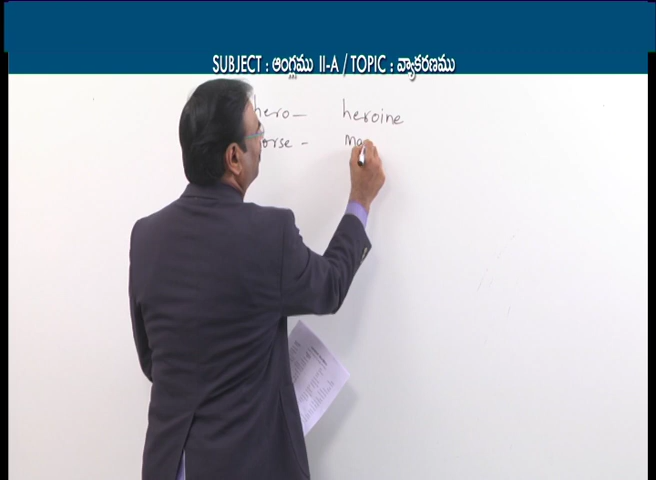 SUBJECT : ఆంగ్లము II-A / TOPIC : వ్యాకరణము
hero – heroine
orse - ma